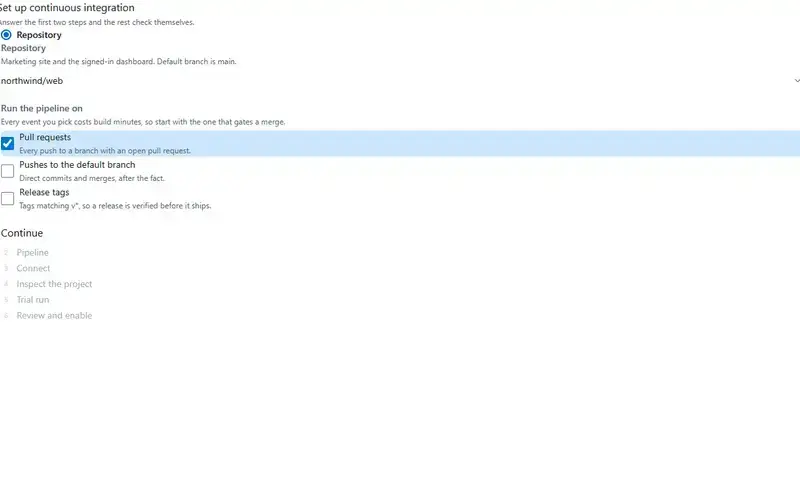 Set up continuous integration
Answer the first two steps and the rest check themselves.
Repository
Repository
Marketing site and the signed-in dashboard. Default branch is main.
northwind/web
Run the pipeline on
Every event you pick costs build minutes, so start with the one that gates a merge.
Pull requests
Every push to a branch with an open pull request.
Pushes to the default branch
Direct commits and merges, after the fact.
Release tags
Tags matching v*, so a release is verified before it ships.
Continue
2 Pipeline
3 Connect
4 Inspect the project
5 Trial run
6 Review and enable